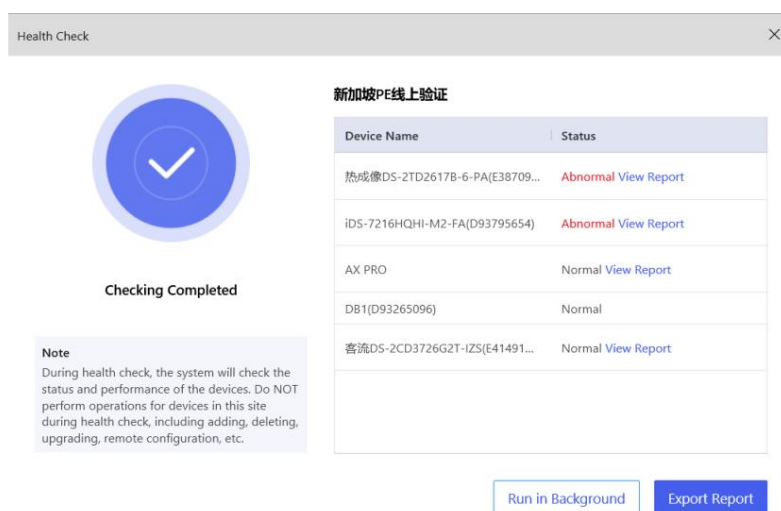 Health Check
新加坡PE线上验证
Device Name Status
热成像DS-2TD2617B-6-PA(E38709... Abnormal View Report
iDS-7216HQHI-M2-FA(D93795654) Abnormal View Report
AX PRO Normal View Report
DB1(D93265096) Normal
客流DS-2CD3726G2T-IZS(E41491... Normal View Report
Checking Completed
Note
During health check, the system will check the
status and performance of the devices. Do NOT
perform operations for devices in this site
during health check, including adding, deleting,
upgrading, remote configuration, etc.
Run in Background Export Report